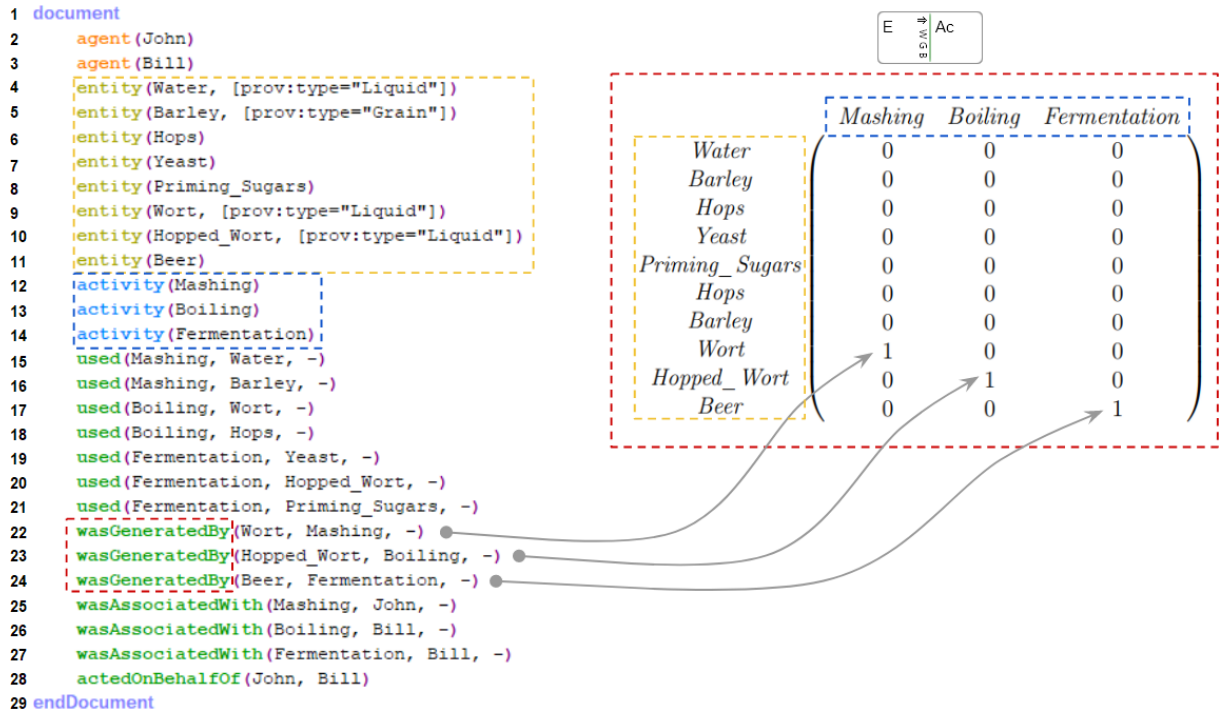 1 document
2 agent(John)
3 agent(Bill)
4 entity(Water, [prov:type="Liquid"])
5 entity(Barley, [prov:type="Grain"])
6 entity(Hops)
7 entity(Yeast)
8 entity(Priming_Sugars)
9 entity(Wort, [prov:type="Liquid"])
10 entity(Hopped_Wort, [prov:type="Liquid"])
11 entity(Beer)
12 activity(Mashing)
13 activity(Boiling)
14 activity(Fermentation)
15 used(Mashing, Water, -)
16 used(Mashing, Barley, -)
17 used(Boiling, Wort, -)
18 used(Boiling, Hops, -)
19 used(Fermentation, Yeast, -)
20 used(Fermentation, Hopped_Wort, -)
21 used(Fermentation, Priming_Sugars, -)
22 wasGeneratedBy(Wort, Mashing, -)
23 wasGeneratedBy(Hopped_Wort, Boiling, -)
24 wasGeneratedBy(Beer, Fermentation, -)
25 wasAssociatedWith(Mashing, John, -)
26 wasAssociatedWith(Boiling, Bill, -)
27 wasAssociatedWith(Fermentation, Bill, -)
28 actedOnBehalfOf(John, Bill)
29 endDocument
E ⇒WGB Ac
Mashing Boiling Fermentation
Water 0 0 0
Barley 0 0 0
Hops 0 0 0
Yeast 0 0 0
Priming_Sugars 0 0 0
Hops 0 0 0
Barley 0 0 0
Wort 1 0 0
Hopped_Wort 0 1 0
Beer 0 0 1